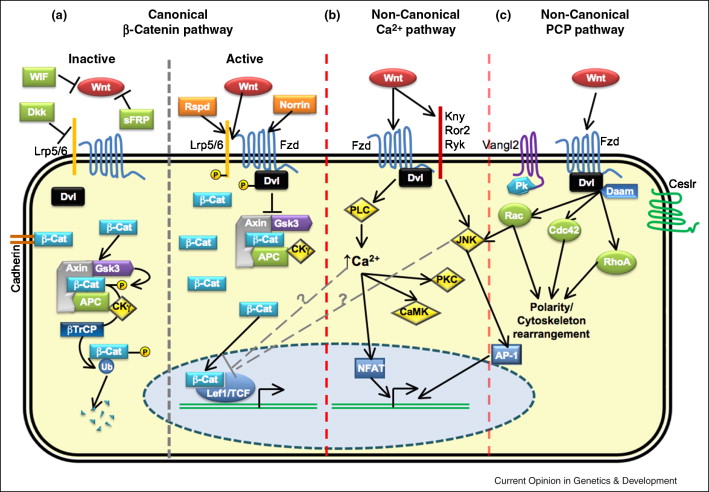 (a)
Canonical
β-Catenin pathway
(b)
Non-Canonical
Ca2+ pathway
(c)
Non-Canonical
PCP pathway
Inactive
Active
WIF
Wnt
Dkk
sFRP
Lrp5/6
Dvl
β-Cat
Cadherin
β-Cat
Axin
Gsk3
β-Cat
P
APC
CKγ
βTrCP
β-Cat
P
Ub
Wnt
Rspd
Norrin
Lrp5/6
Fzd
P
P
Dvl
β-Cat
β-Cat
Axin
Gsk3
β-Cat
APC
CKγ
β-Cat
β-Cat
β-Cat
Lef1/TCF
Wnt
Kny
Ror2
Ryk
Fzd
Dvl
PLC
↑Ca2+
?
?
PKC
CaMK
NFAT
JNK
AP-1
Wnt
Vangl2
Fzd
Pk
Dvl
Daam
Celsr
Rac
Cdc42
RhoA
Polarity/
Cytoskeleton
rearrangement
Current Opinion in Genetics & Development